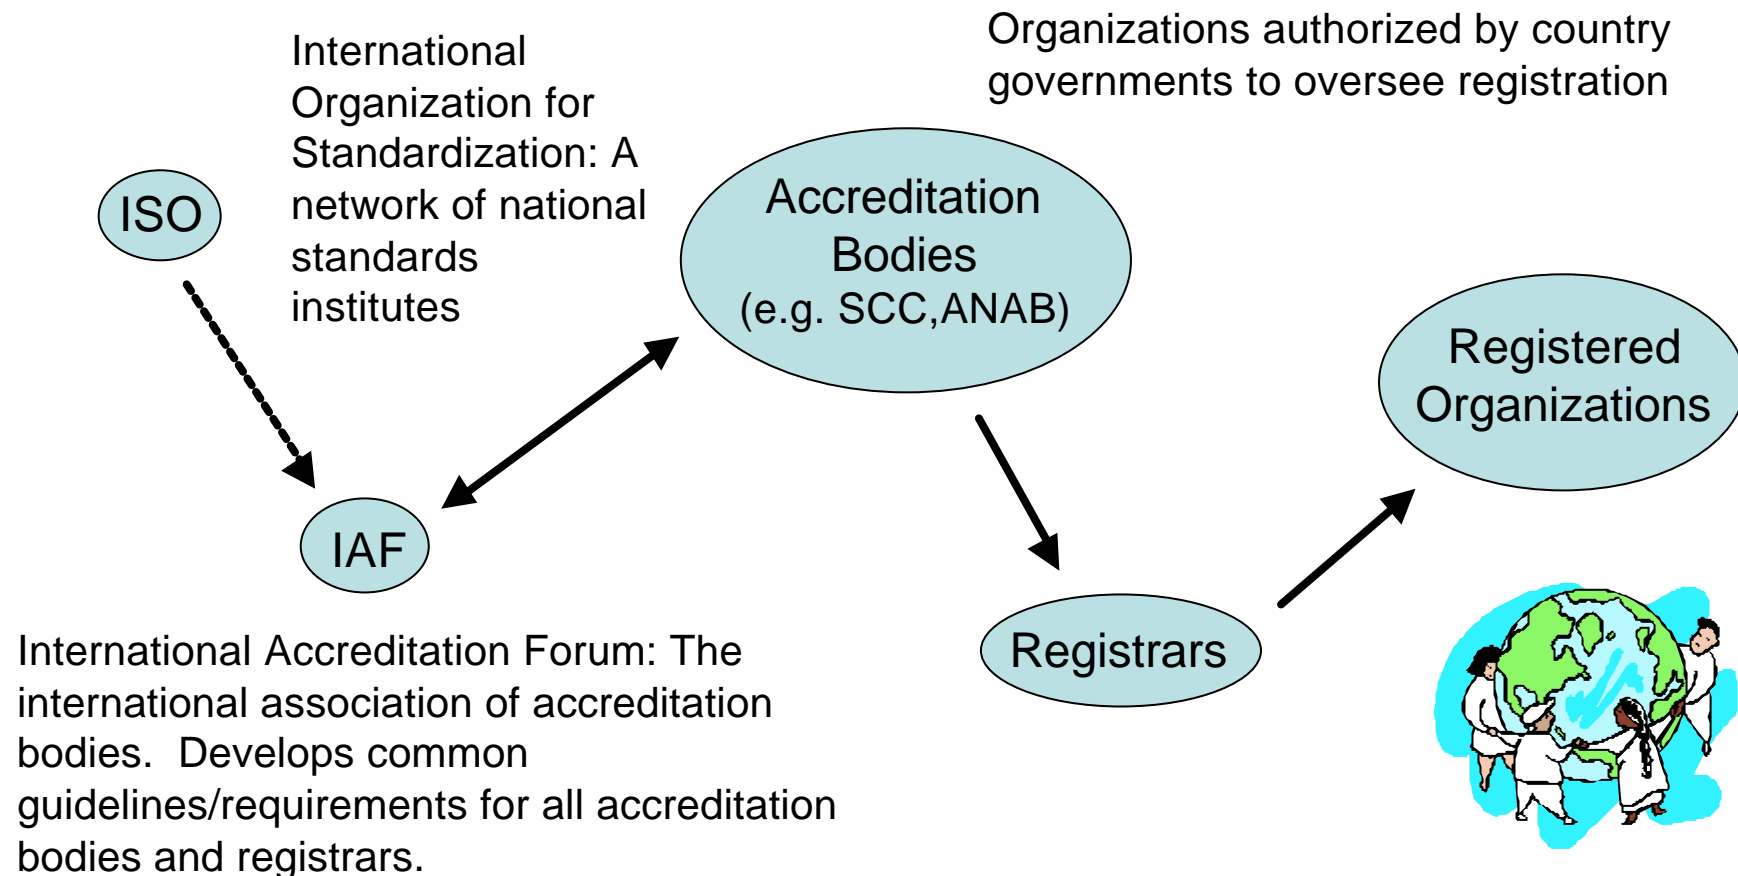 Organizations authorized by country
governments to oversee registration
International
Organization for
Standardization: A
network of national
standards
institutes
ISO
Accreditation
Bodies
(e.g. SCC,ANAB)
Registered
Organizations
IAF
Registrars
International Accreditation Forum: The
international association of accreditation
bodies.  Develops common
guidelines/requirements for all accreditation
bodies and registrars.